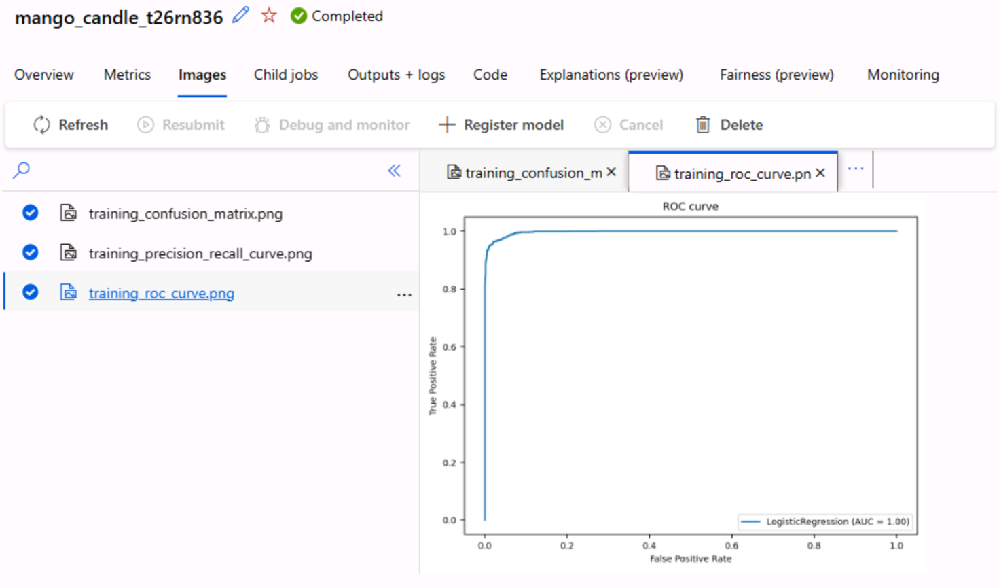 mango_candle_t26rn836 Completed
Overview Metrics Images Child jobs Outputs + logs Code Explanations (preview) Fairness (preview) Monitoring
Refresh Resubmit Debug and monitor Register model Cancel Delete
training_confusion_m training_roc_curve.pn ...
training_confusion_matrix.png
training_precision_recall_curve.png
training_roc_curve.png ...
ROC curve
1.0
0.8
0.6
0.4
0.2
0.0
True Positive Rate
LogisticRegression (AUC = 1.00)
0.0 0.2 0.4 0.6 0.8 1.0
False Positive Rate